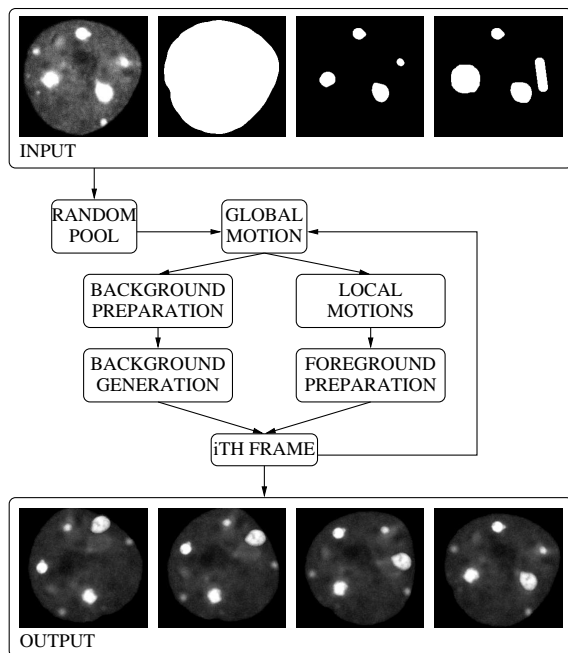 INPUT
RANDOM
POOL
GLOBAL
MOTION
BACKGROUND
PREPARATION
LOCAL
MOTIONS
BACKGROUND
GENERATION
FOREGROUND
PREPARATION
iTH FRAME
OUTPUT